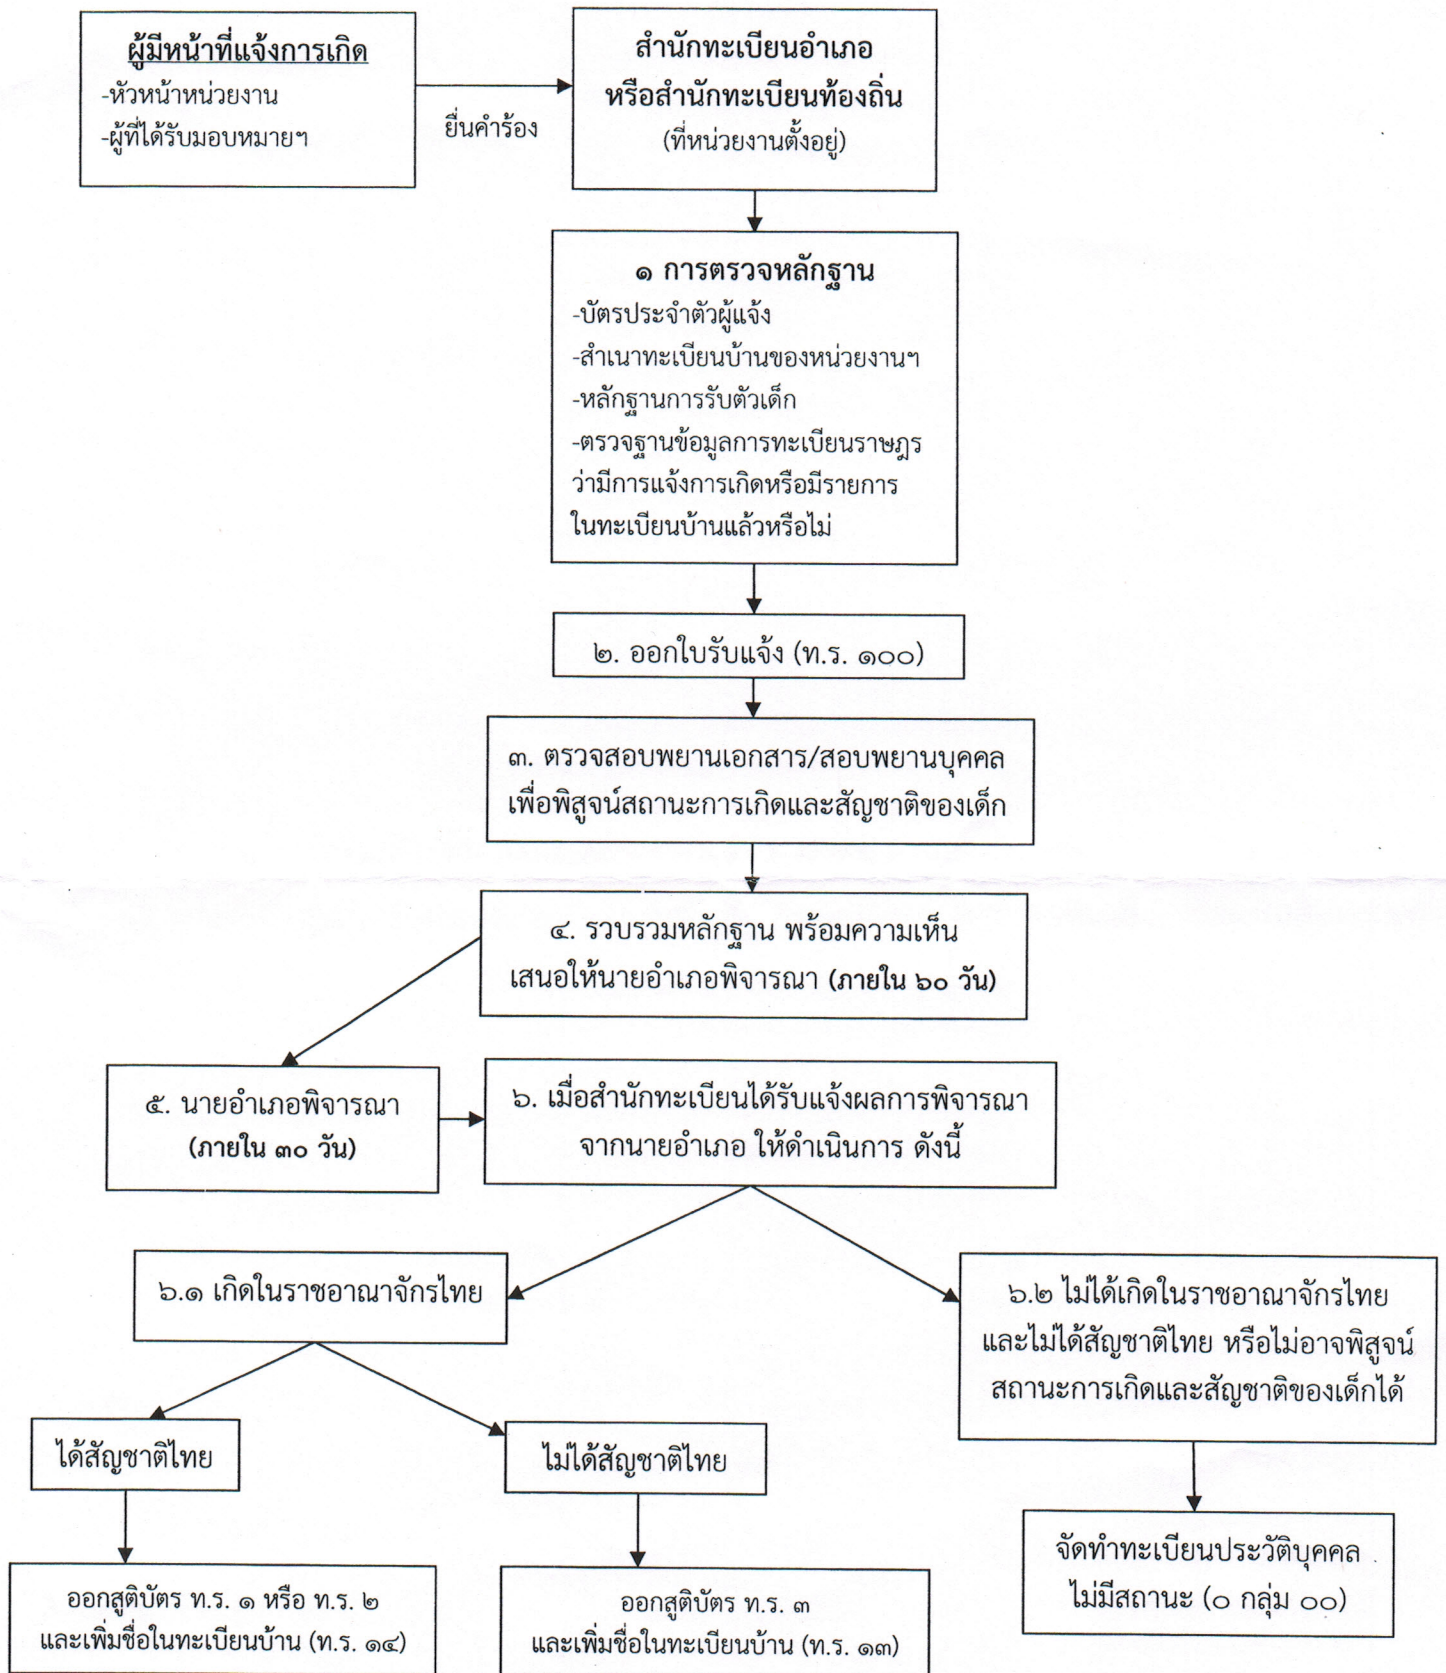 ผู้มีหน้าที่แจ้งการเกิด
-หัวหน้าหน่วยงาน
-ผู้ที่ได้รับมอบหมายฯ
ยื่นคำร้อง
สำนักทะเบียนอำเภอ
หรือสำนักทะเบียนท้องถิ่น
(ที่หน่วยงานตั้งอยู่)
๑ การตรวจหลักฐาน
-บัตรประจำตัวผู้แจ้ง
-สำเนาทะเบียนบ้านของหน่วยงานฯ
-หลักฐานการรับตัวเด็ก
-ตรวจฐานข้อมูลการทะเบียนราษฎร
ว่ามีการแจ้งการเกิดหรือมีรายการ
ในทะเบียนบ้านแล้วหรือไม่
๒. ออกใบรับแจ้ง (ท.ร. ๑๐๐)
๓. ตรวจสอบพยานเอกสาร/สอบพยานบุคคล
เพื่อพิสูจน์สถานะการเกิดและสัญชาติของเด็ก
๔. รวบรวมหลักฐาน พร้อมความเห็น
เสนอให้นายอำเภอพิจารณา (ภายใน ๖๐ วัน)
๕. นายอำเภอพิจารณา
(ภายใน ๓๐ วัน)
๖. เมื่อสำนักทะเบียนได้รับแจ้งผลการพิจารณา
จากนายอำเภอ ให้ดำเนินการ ดังนี้
๖.๑ เกิดในราชอาณาจักรไทย
๖.๒ ไม่ได้เกิดในราชอาณาจักรไทย
และไม่ได้สัญชาติไทย หรือไม่อาจพิสูจน์
สถานะการเกิดและสัญชาติของเด็กได้
ได้สัญชาติไทย
ไม่ได้สัญชาติไทย
ออกสูติบัตร ท.ร. ๑ หรือ ท.ร. ๒
และเพิ่มชื่อในทะเบียนบ้าน (ท.ร. ๑๔)
ออกสูติบัตร ท.ร. ๓
และเพิ่มชื่อในทะเบียนบ้าน (ท.ร. ๑๓)
จัดทำทะเบียนประวัติบุคคล
ไม่มีสถานะ (๐ กลุ่ม ๐๐)